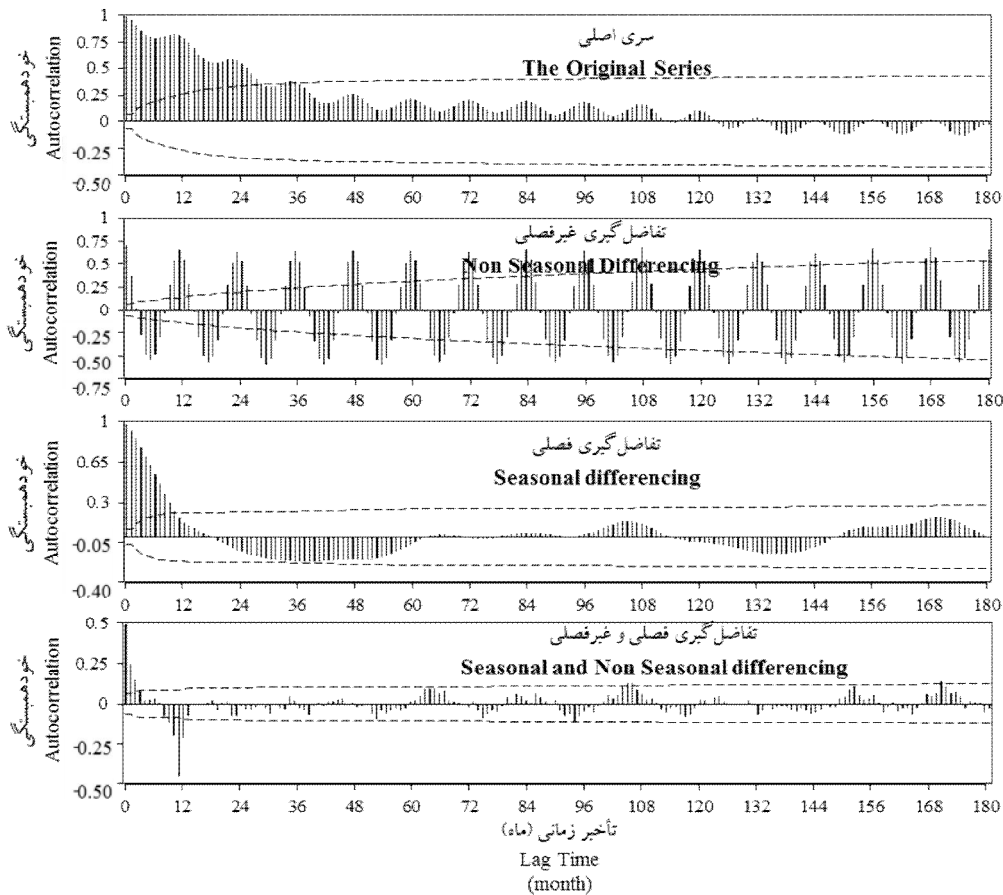 خودهمبستگی
Autocorrelation
1
0.75
0.5
0.25
0
-0.25
-0.50
سری اصلی
The Original Series
0 12 24 36 48 60 72 84 96 108 120 132 144 156 168 180
خودهمبستگی
Autocorrelation
1
0.75
0.5
0.25
0
-0.25
-0.50
-0.75
تفاضل‌گیری غیرفصلی
Non Seasonal Differencing
0 12 24 36 48 60 72 84 96 108 120 132 144 156 168 180
خودهمبستگی
Autocorrelation
1
0.65
0.3
-0.05
-0.40
تفاضل‌گیری فصلی
Seasonal differencing
0 12 24 36 48 60 72 84 96 108 120 132 144 156 168 180
خودهمبستگی
Autocorrelation
0.5
0.25
0
-0.25
-0.50
تفاضل‌گیری فصلی و غیرفصلی
Seasonal and Non Seasonal differencing
0 12 24 36 48 60 72 84 96 108 120 132 144 156 168 180
تأخیر زمانی (ماه)
Lag Time
(month)